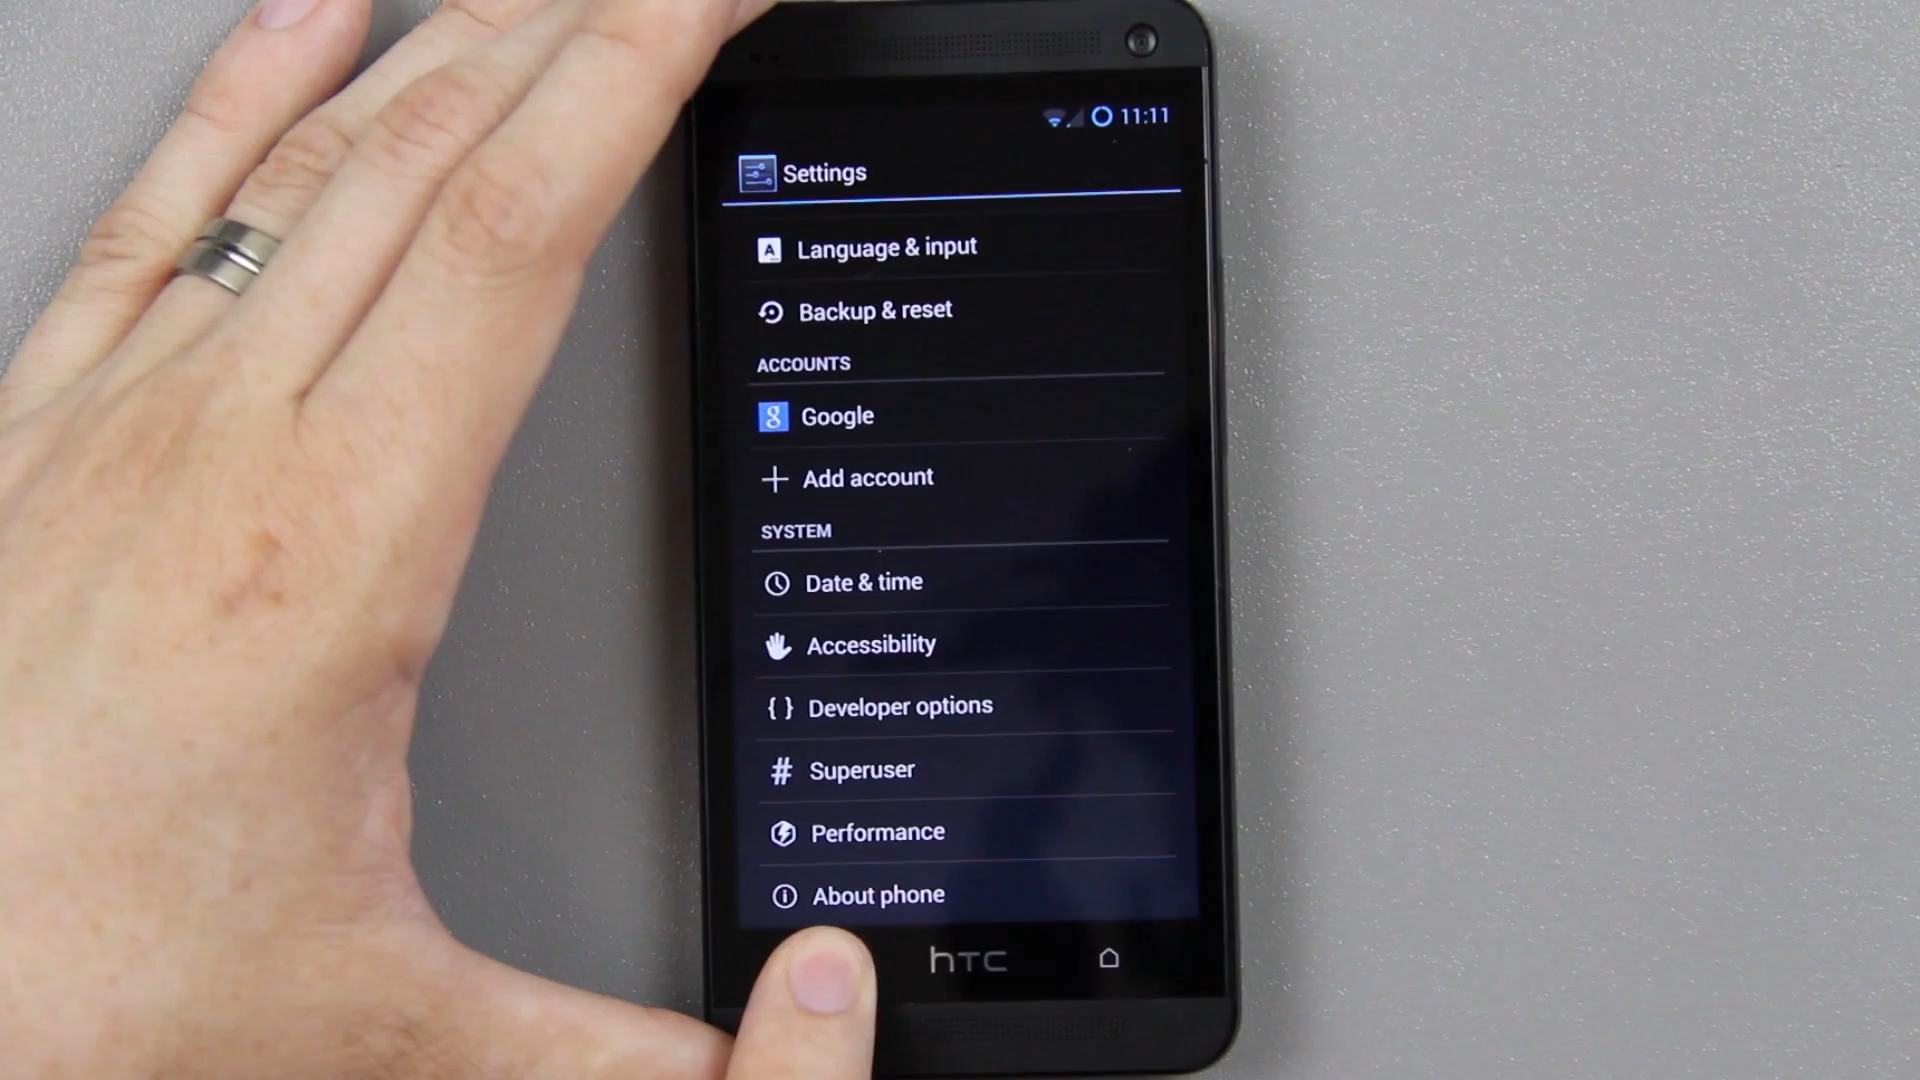 11:11
Settings
Language & input
Backup & reset
ACCOUNTS
Google
Add account
SYSTEM
Date & time
Accessibility
Developer options
Superuser
Performance
About phone
hTC